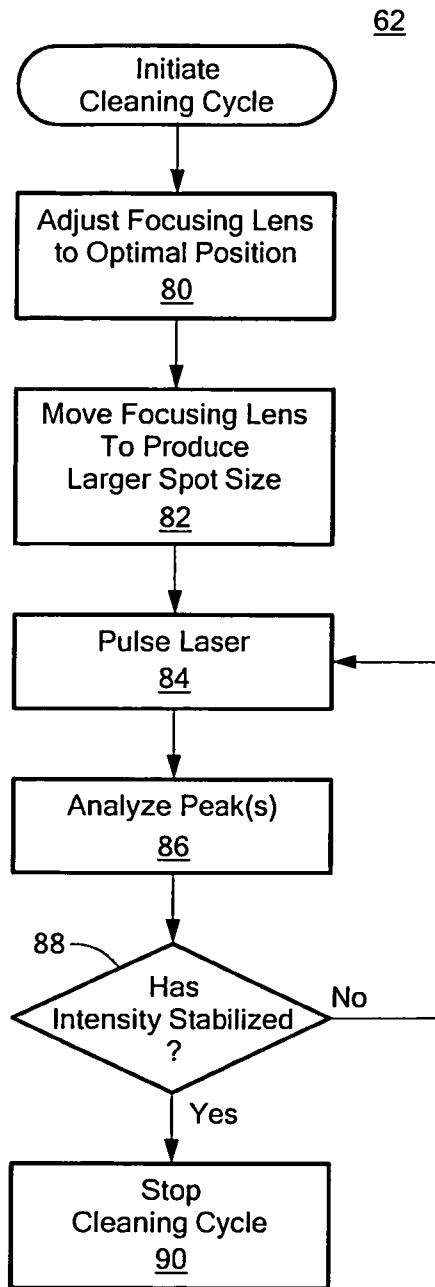 62
Initiate
Cleaning Cycle
Adjust Focusing Lens
to Optimal Position
80
Move Focusing Lens
To Produce
Larger Spot Size
82
Pulse Laser
84
Analyze Peak(s)
86
88
Has
Intensity Stabilized
?
No
Yes
Stop
Cleaning Cycle
90